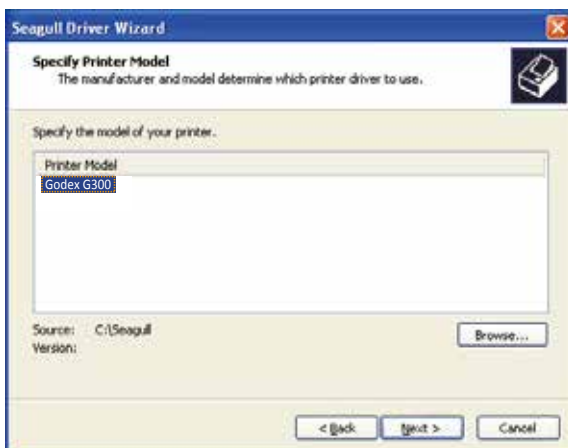 Seagull Driver Wizard
Specify Printer Model
The manufacturer and model determine which printer driver to use.
Specify the model of your printer.
Printer Model
Godex G300
Source: C:\Seagull
Browse...
Version:
< Back Next > Cancel